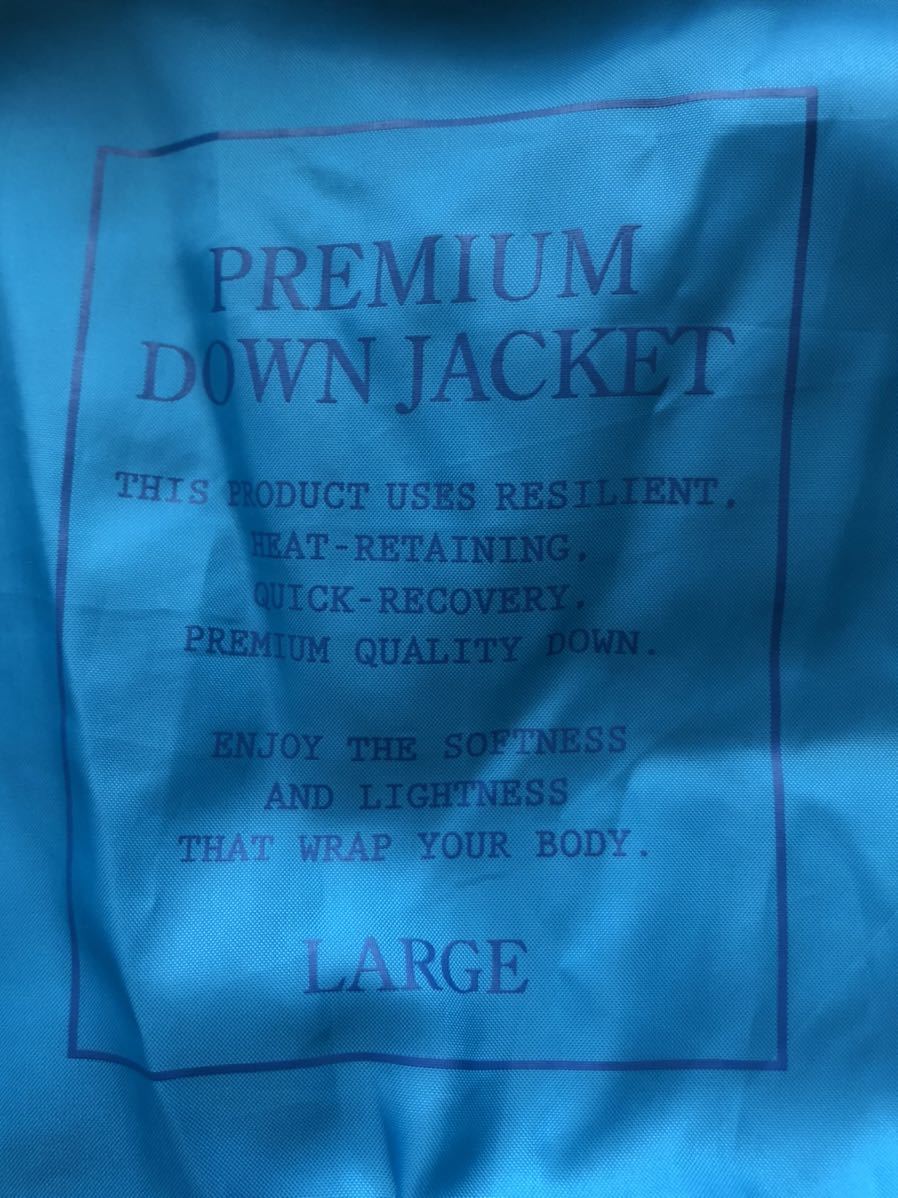 PREMIUM
DOWN JACKET
THIS PRODUCT USES RESILIENT,
HEAT-RETAINING,
QUICK-RECOVERY,
PREMIUM QUALITY DOWN.
ENJOY THE SOFTNESS
AND LIGHTNESS
THAT WRAP YOUR BODY.
LARGE